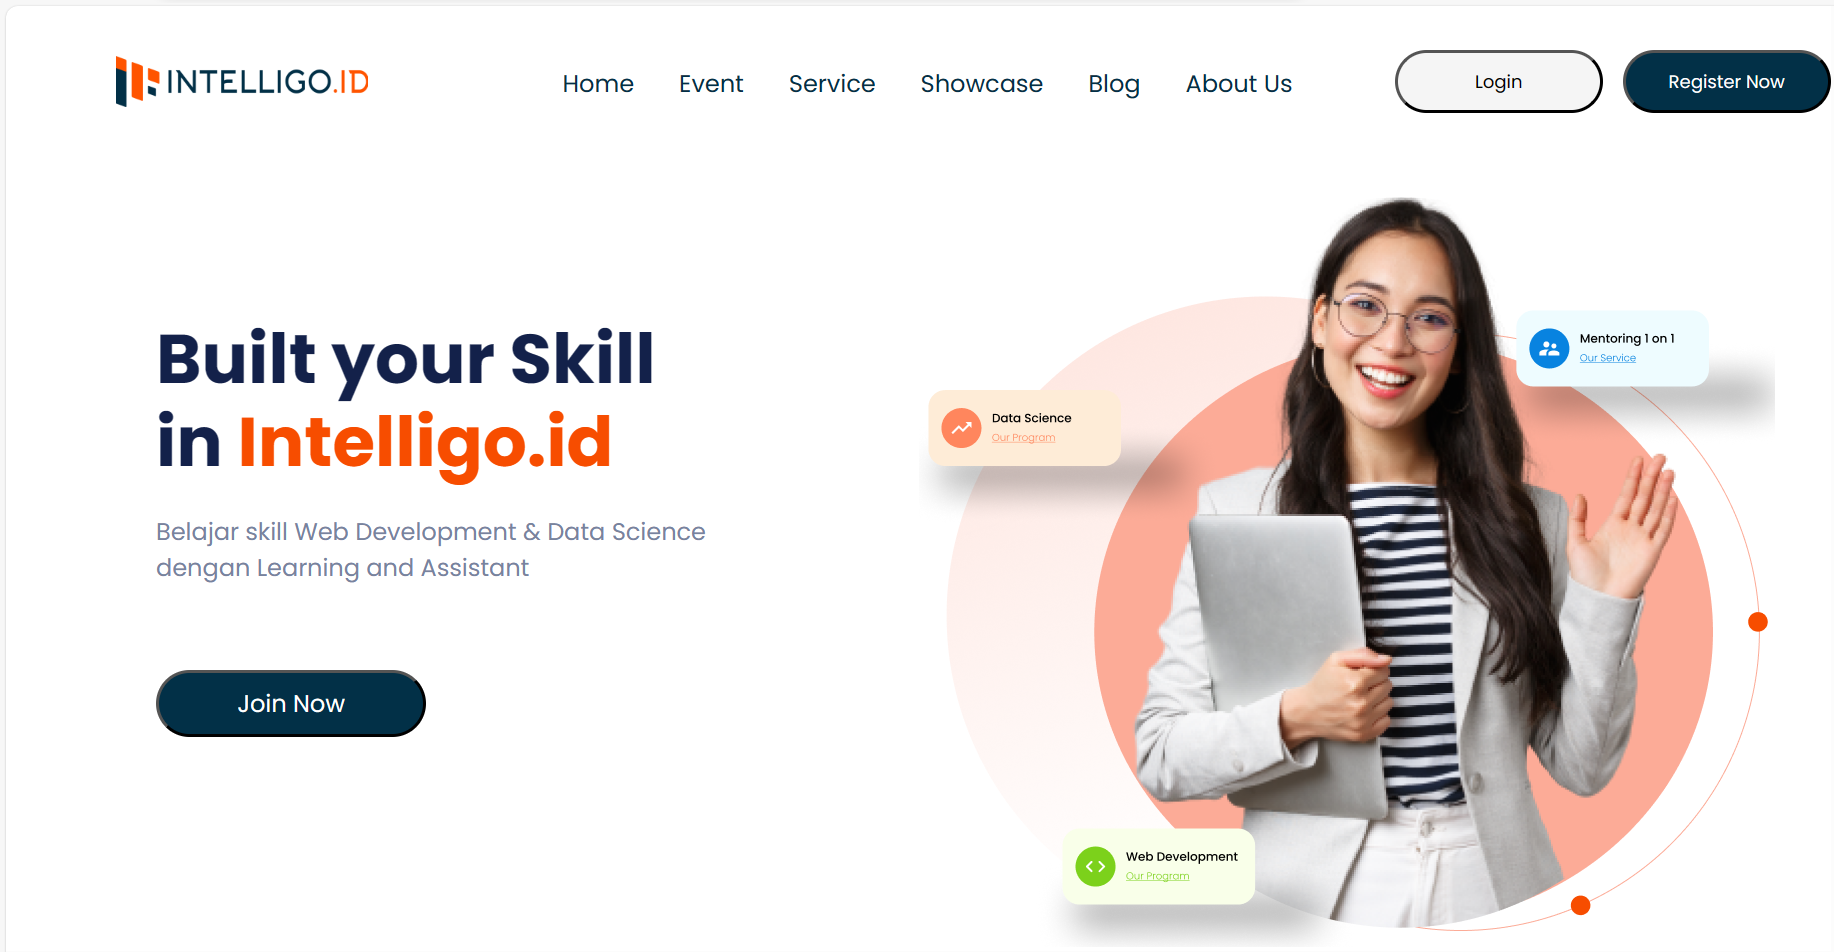 INTELLIGO.ID
Home Event Service Showcase Blog About Us
Login
Register Now
Built your Skill
in Intelligo.id
Belajar skill Web Development & Data Science
dengan Learning and Assistant
Join Now
Mentoring 1 on 1
Our Service
Data Science
Our Program
Web Development
Our Program